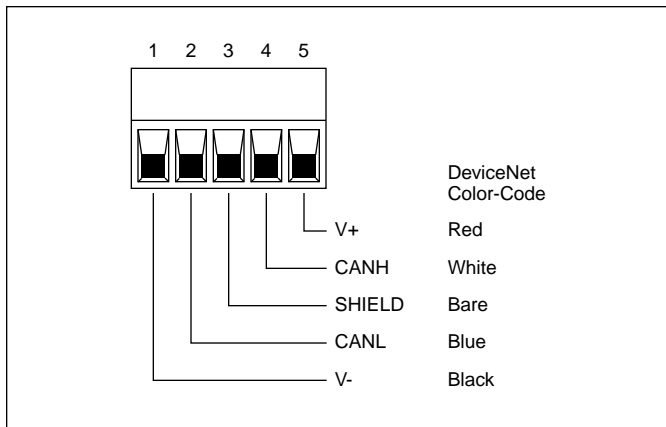 1 2 3 4 5
DeviceNet
Color-Code
V+ Red
CANH White
SHIELD Bare
CANL Blue
V- Black